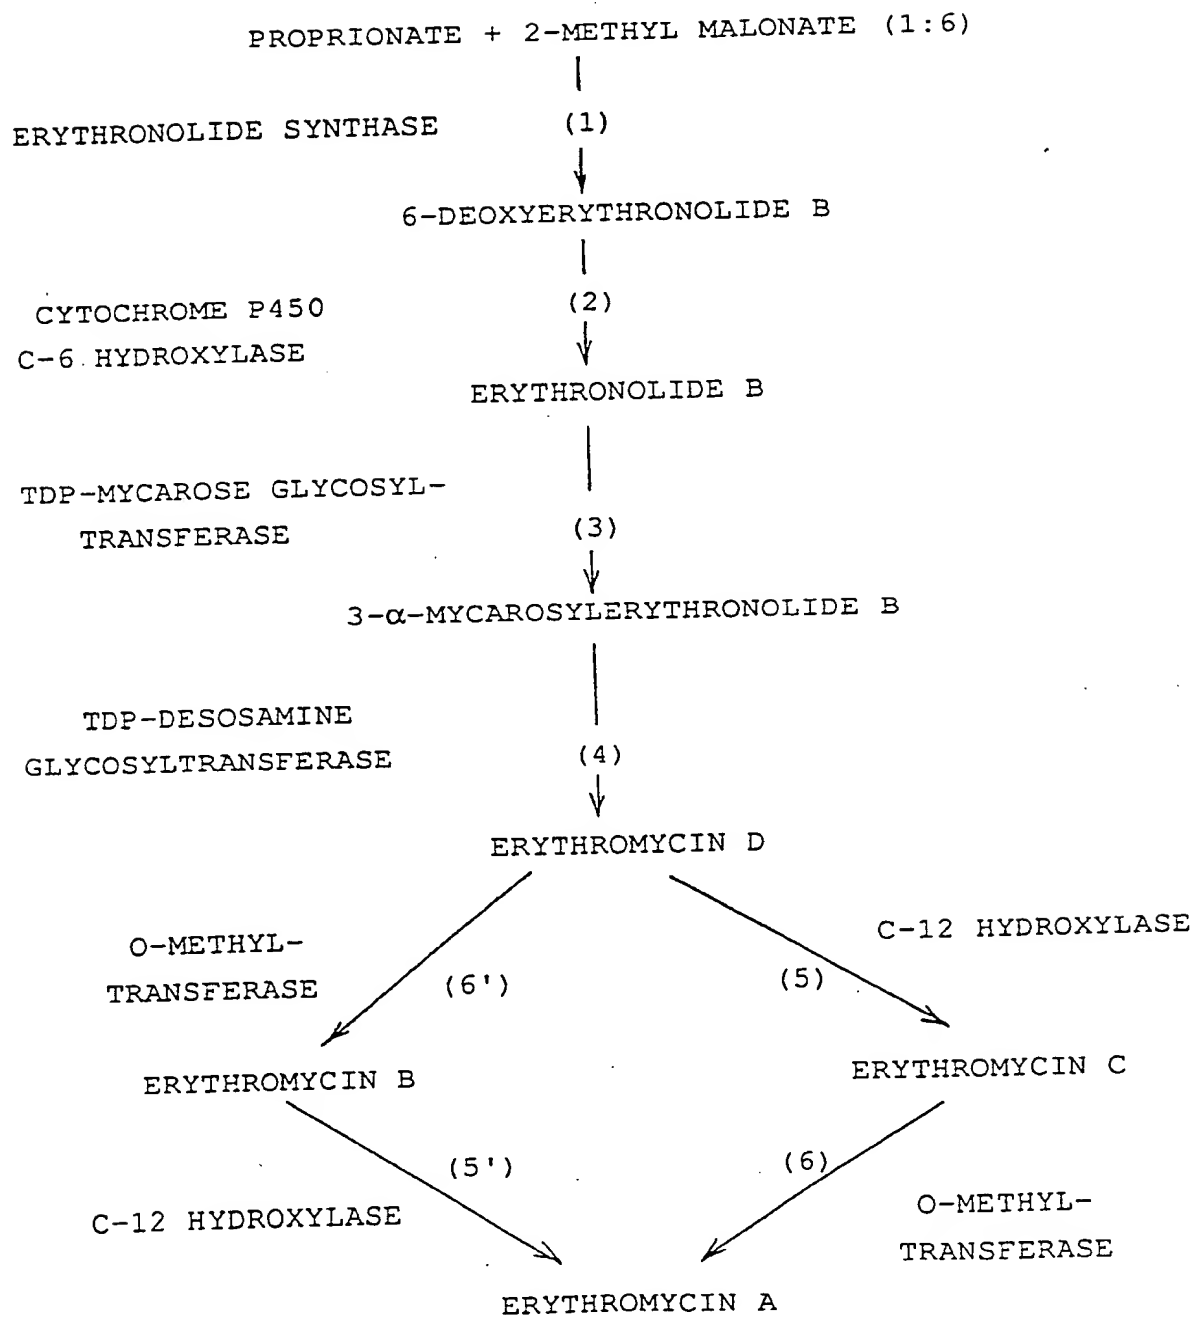 PROPRIONATE + 2-METHYL MALONATE (1:6)
ERYTHRONOLIDE SYNTHASE
(1)
6-DEOXYERYTHRONOLIDE B
CYTOCHROME P450
C-6 HYDROXYLASE
(2)
ERYTHRONOLIDE B
TDP-MYCAROSE GLYCOSYL-
TRANSFERASE
(3)
3-α-MYCAROSYLERYTHRONOLIDE B
TDP-DESOSAMINE
GLYCOSYLTRANSFERASE
(4)
ERYTHROMYCIN D
O-METHYL-
TRANSFERASE
(6')
(5)
C-12 HYDROXYLASE
ERYTHROMYCIN B
ERYTHROMYCIN C
(5')
C-12 HYDROXYLASE
(6)
O-METHYL-
TRANSFERASE
ERYTHROMYCIN A